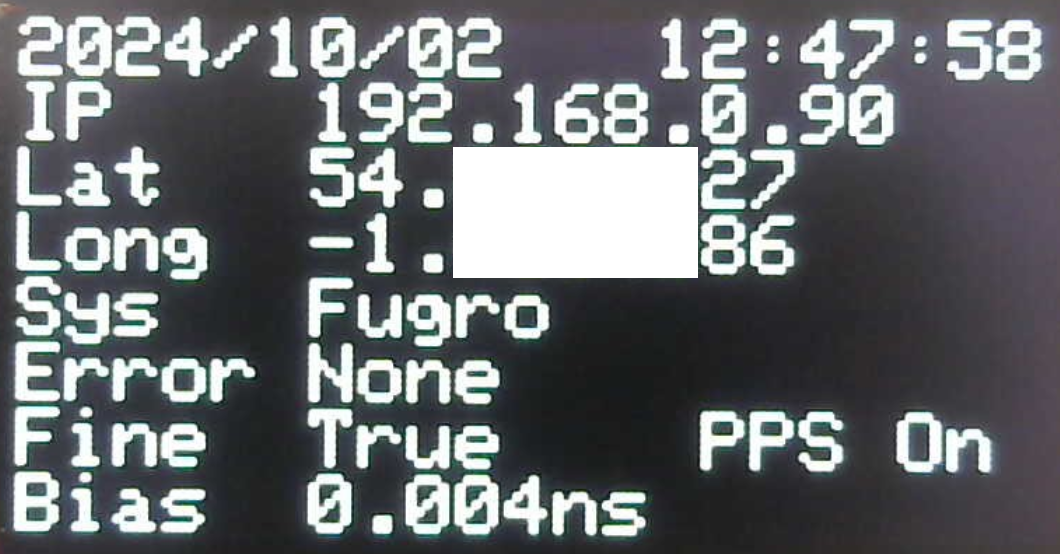 2024/10/02 12:47:58
IP 192.168.0.90
Lat 54. 27
Long -1. 86
Sys Fugro
Error None
Fine True PPS On
Bias 0.004ns